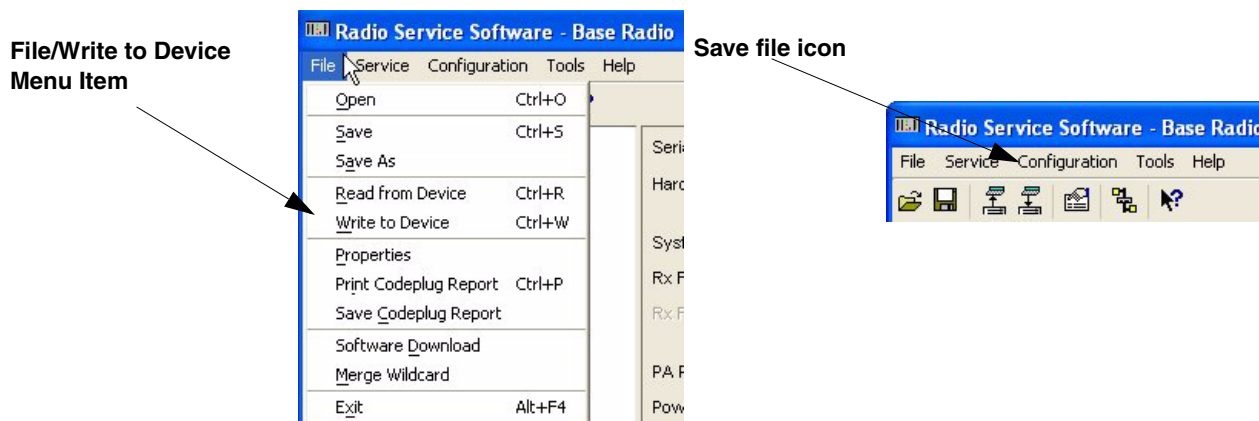 File/Write to Device
Menu Item
Radio Service Software - Base Radio
File Service Configuration Tools Help
Open Ctrl+O
Save Ctrl+S
Save As
Read from Device Ctrl+R
Write to Device Ctrl+W
Properties
Print Codeplug Report Ctrl+P
Save Codeplug Report
Software Download
Merge Wildcard
Exit Alt+F4
Seri
Hard
Syst
Rx F
Rx F
PA P
Pow
Save file icon
Radio Service Software - Base Radio
File Service Configuration Tools Help